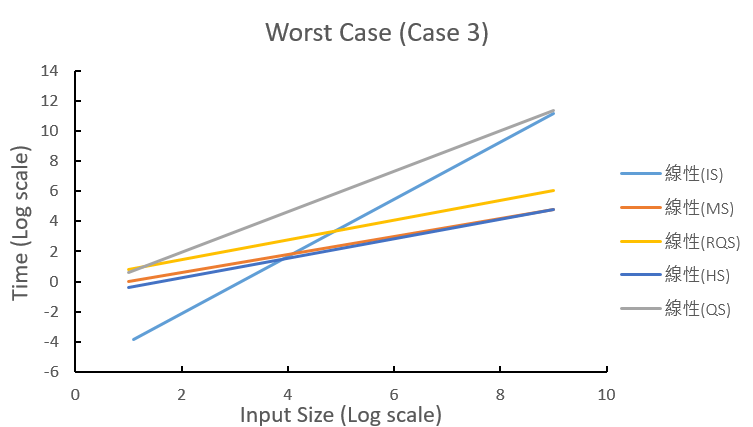 Worst Case (Case 3)
14
12
10
8
6
4
2
0
-2
-4
-6
Time (Log scale)
0 2 4 6 8 10
Input Size (Log scale)
線性(IS)
線性(MS)
線性(RQS)
線性(HS)
線性(QS)